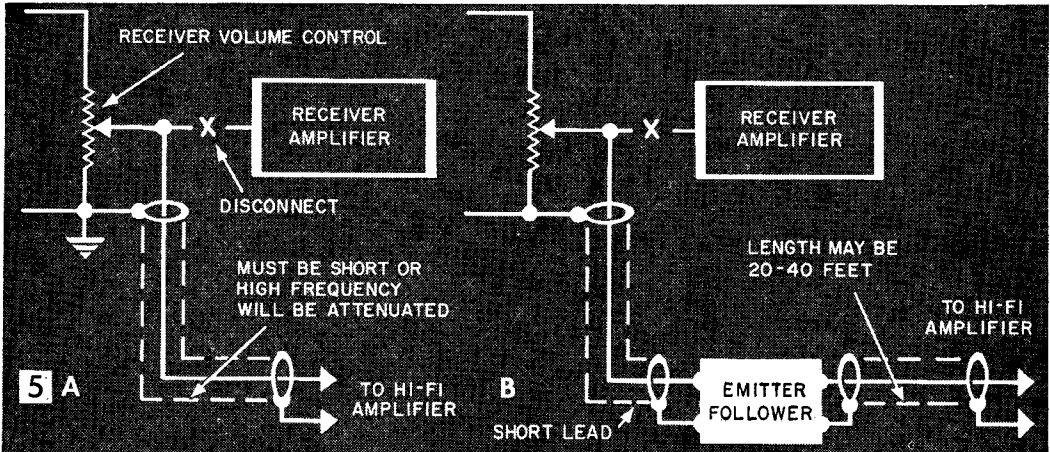 RECEIVER VOLUME CONTROL
RECEIVER
AMPLIFIER
X
DISCONNECT
MUST BE SHORT OR
HIGH FREQUENCY
WILL BE ATTENUATED
TO HI-FI
AMPLIFIER
5 A
RECEIVER
AMPLIFIER
X
LENGTH MAY BE
20-40 FEET
TO HI-FI
AMPLIFIER
B
EMITTER
FOLLOWER
SHORT LEAD